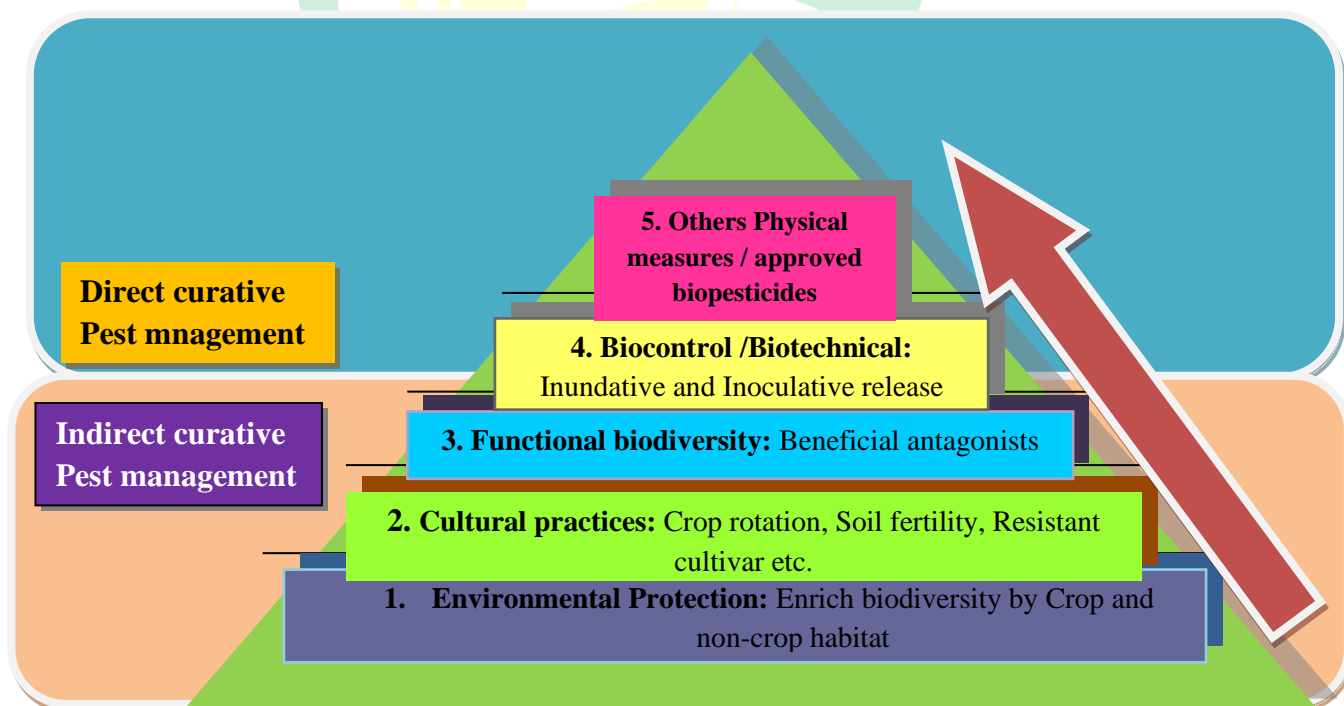 5. Others Physical
measures / approved
biopesticides
Direct curative
Pest mnagement
4. Biocontrol /Biotechnical:
Inundative and Inoculative release
Indirect curative
Pest management
3. Functional biodiversity: Beneficial antagonists
2. Cultural practices: Crop rotation, Soil fertility, Resistant
cultivar etc.
1. Environmental Protection: Enrich biodiversity by Crop and
non-crop habitat